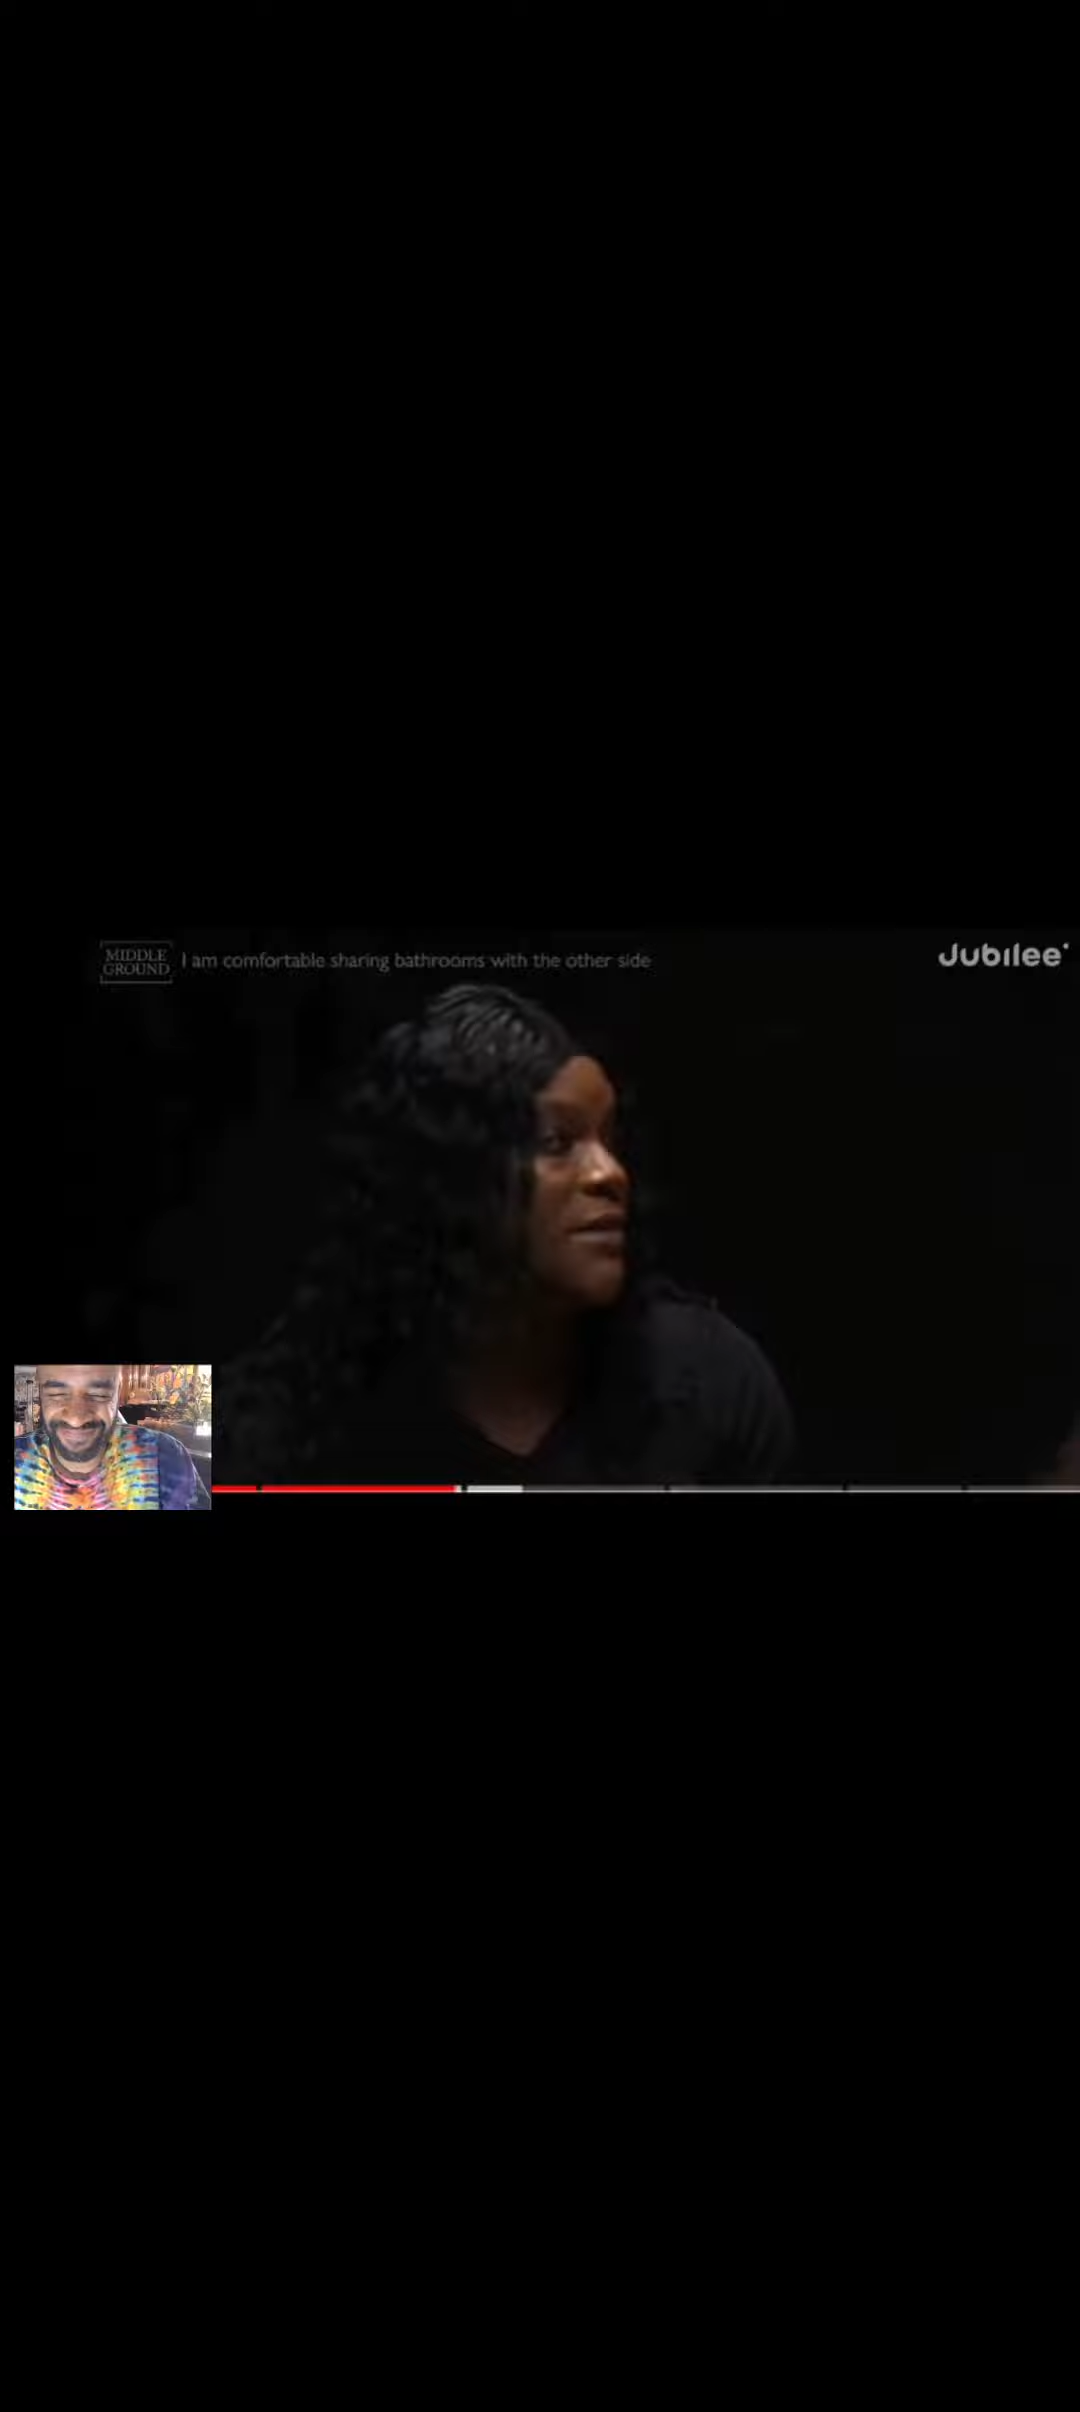 MIDDLE
GROUND
I am comfortable sharing bathrooms with the other side
Jubilee